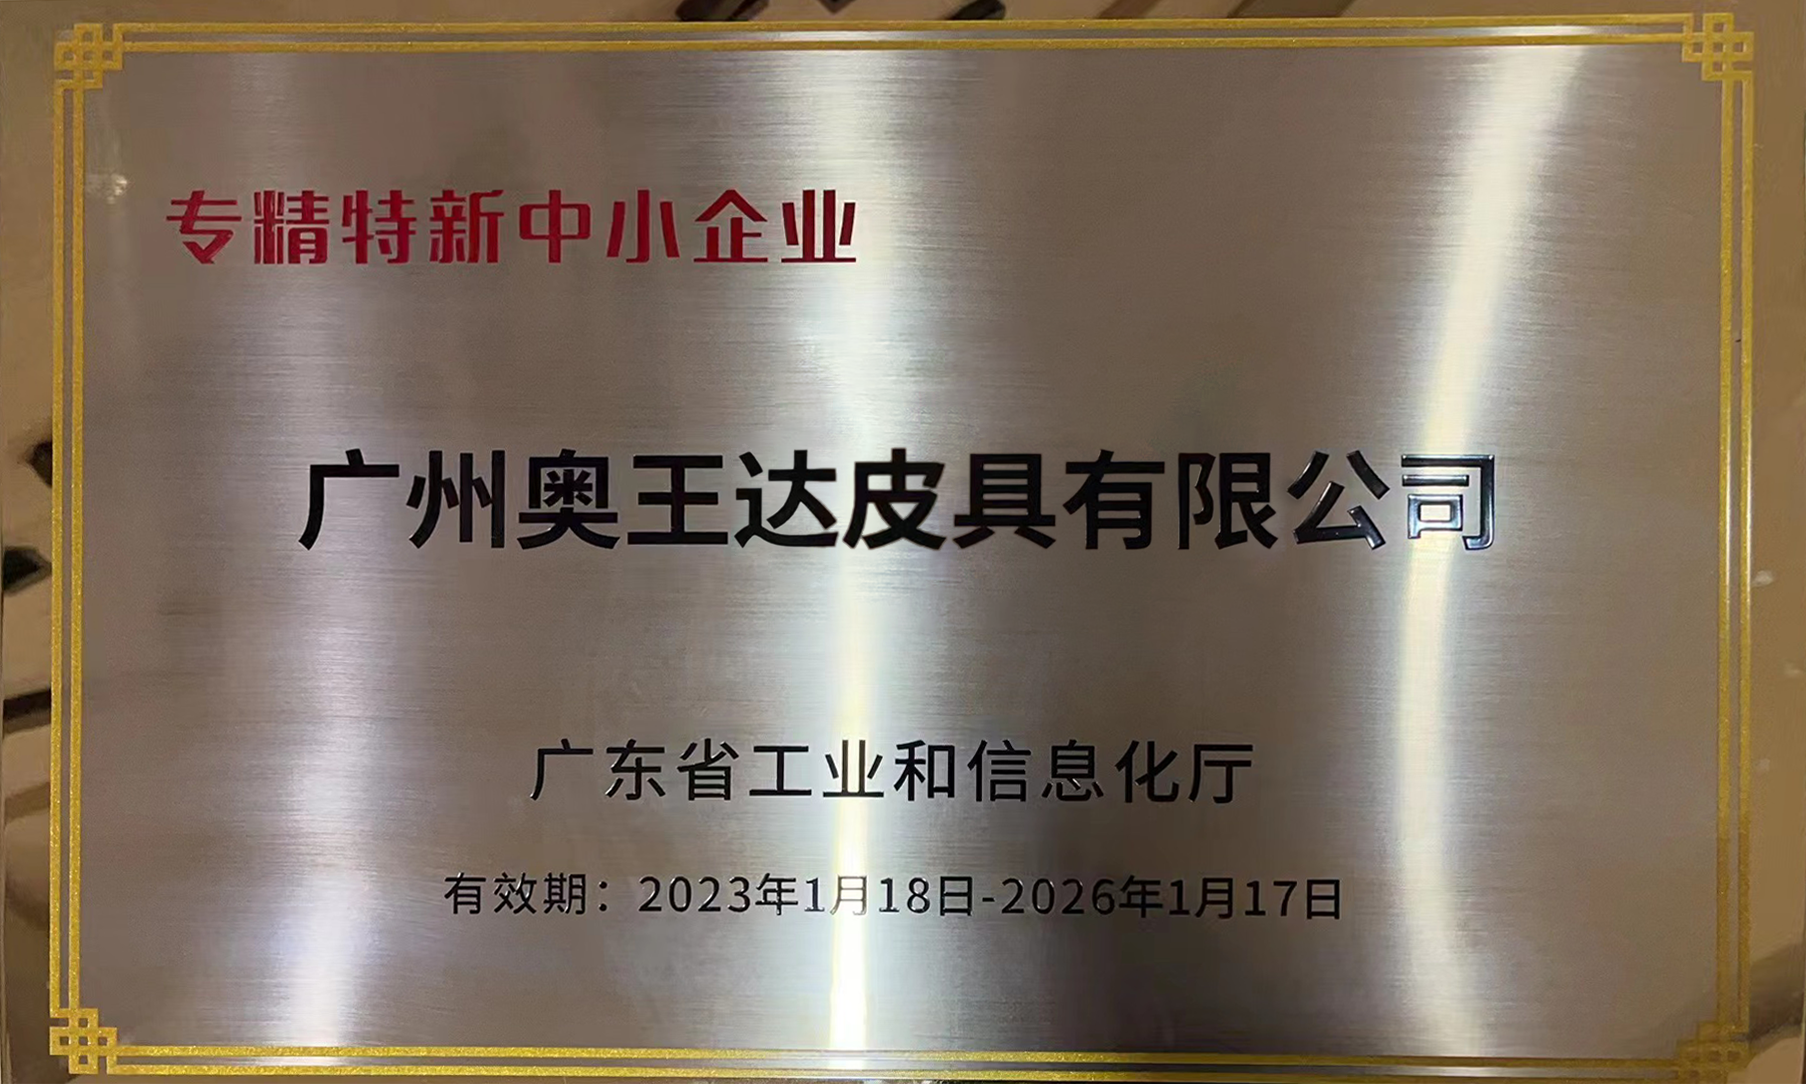 专精特新中小企业
广州奥王达皮具有限公司
广东省工业和信息化厅
有效期：2023年1月18日-2026年1月17日